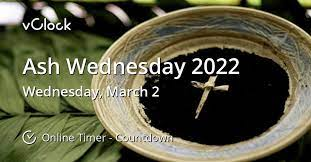 vClock
Ash Wednesday 2022
Wednesday, March 2
Online Timer - Countdown